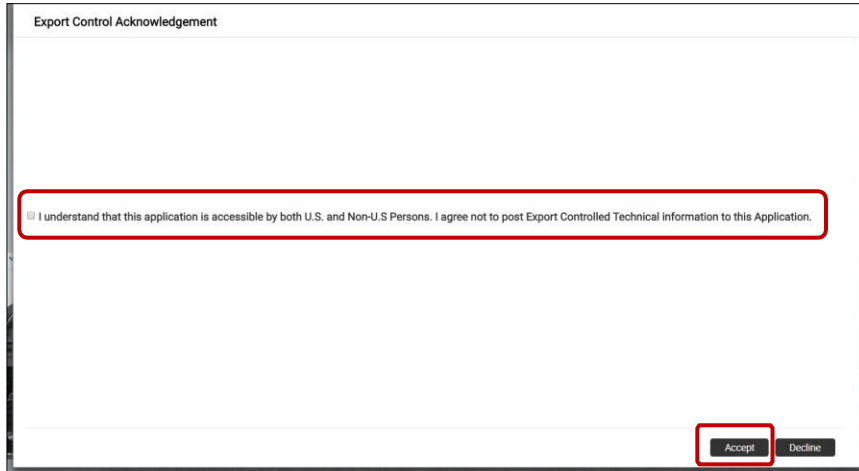 Export Control Acknowledgement
I understand that this application is accessible by both U.S. and Non-U.S Persons. I agree not to post Export Controlled Technical information to this Application.
Accept Decline